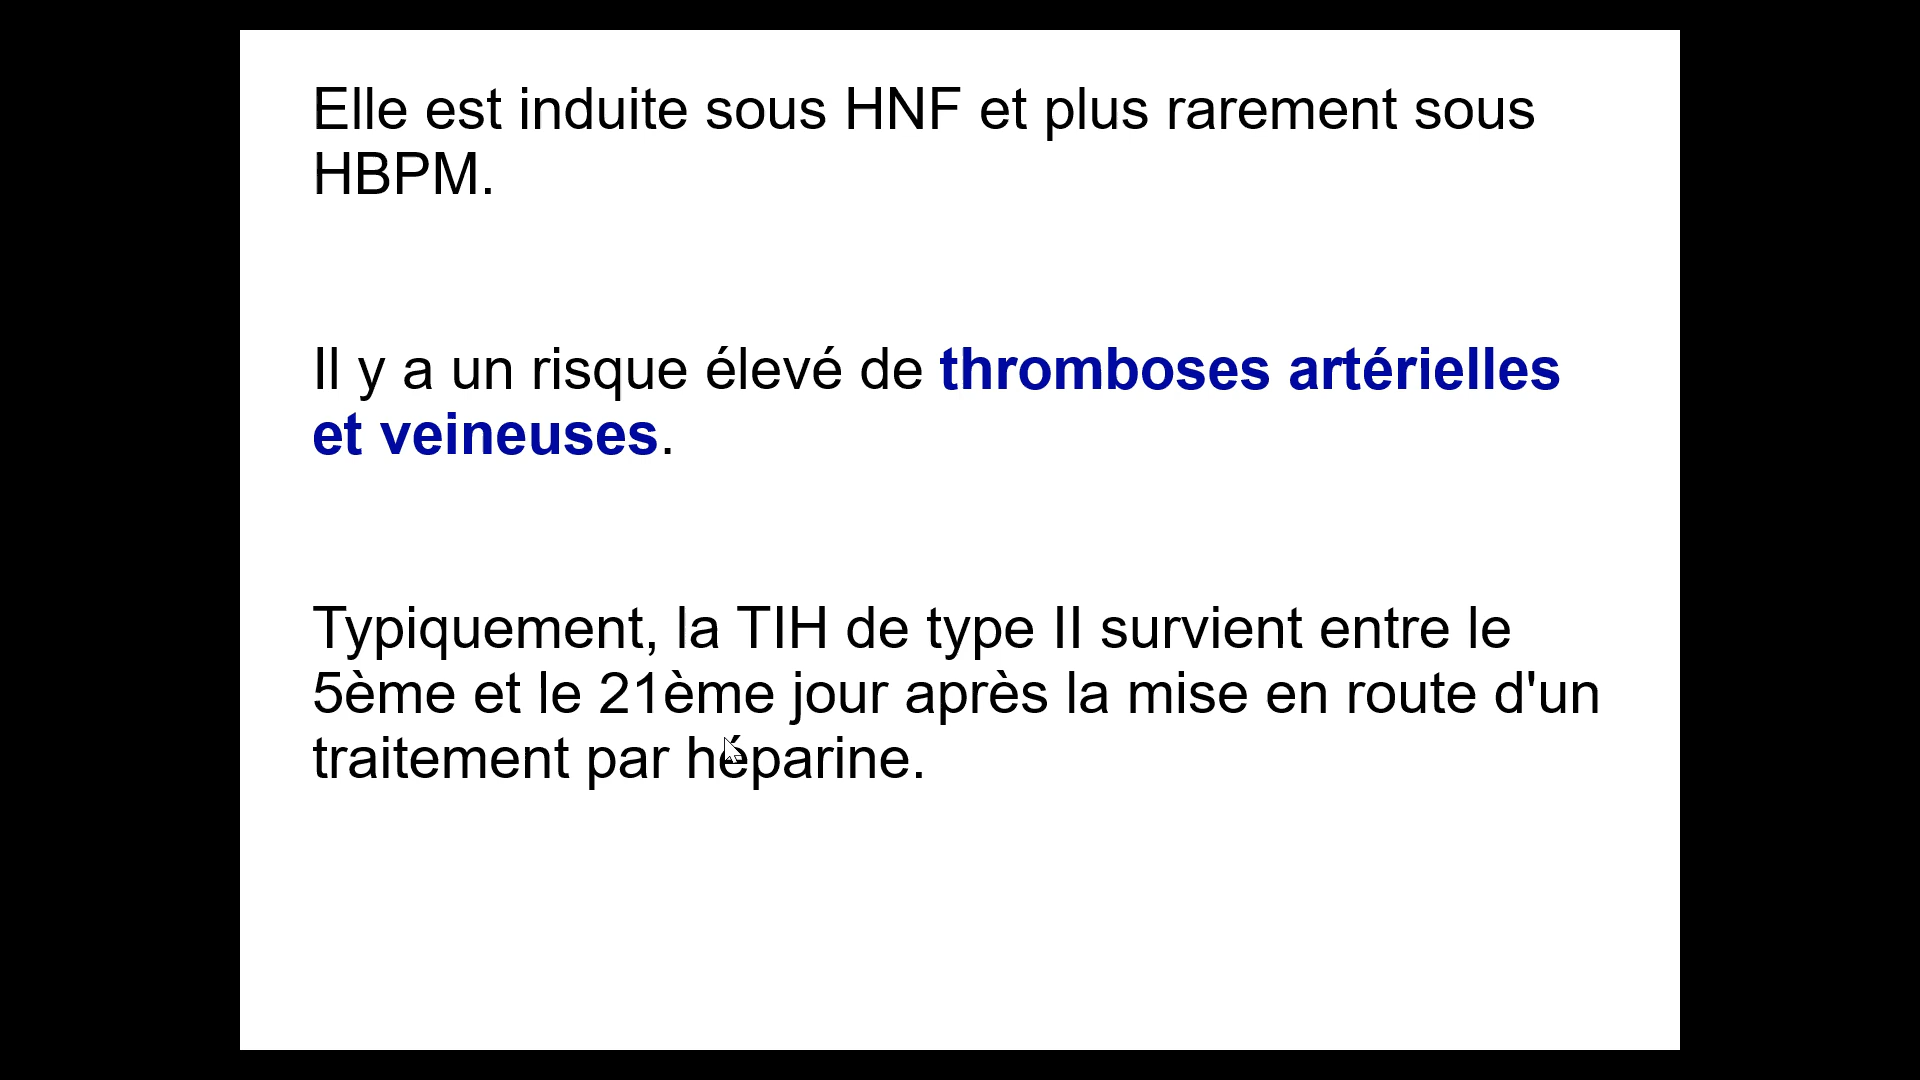 Elle est induite sous HNF et plus rarement sous
HBPM.
Il y a un risque élevé de thromboses artérielles
et veineuses.
Typiquement, la TIH de type II survient entre le
5ème et le 21ème jour après la mise en route d'un
traitement par héparine.